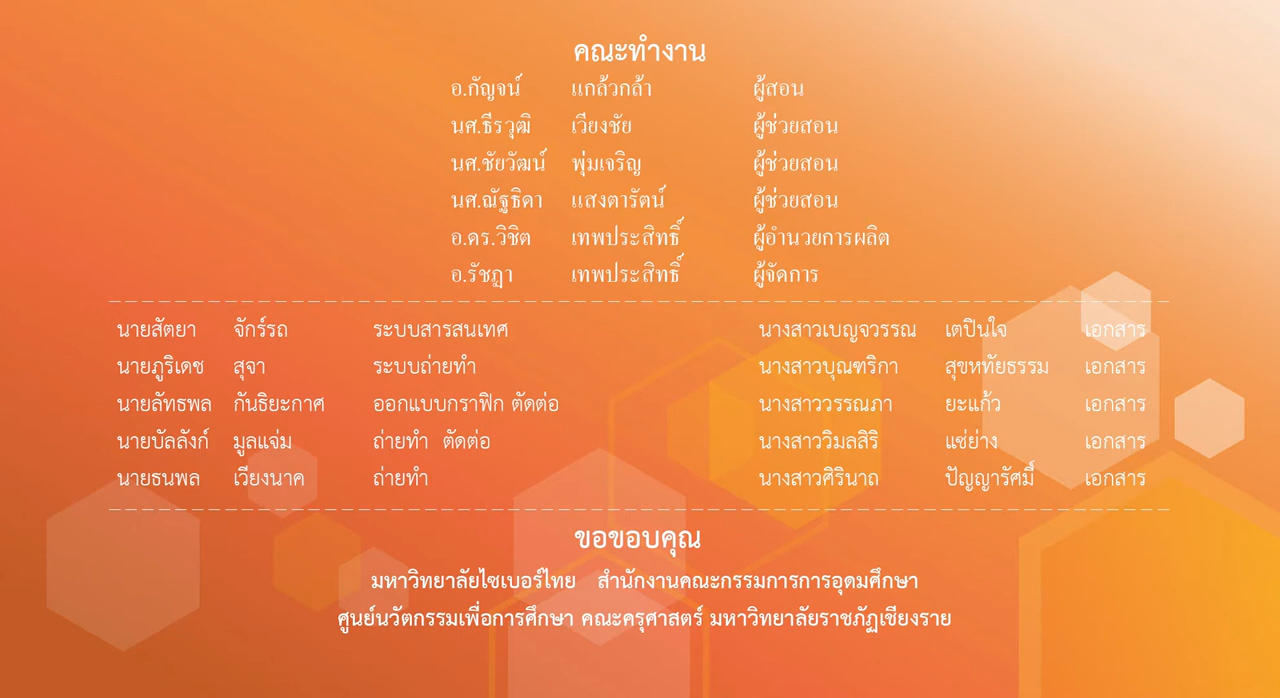 คณะทำงาน
อ.กัญจน์ แกล้วกล้า ผู้สอน
นศ.ธีรวุฒิ เวียงชัย ผู้ช่วยสอน
นศ.ชัยวัฒน์ พุ่มเจริญ ผู้ช่วยสอน
นศ.ณัฐธิดา แสงดารัตน์ ผู้ช่วยสอน
อ.ดร.วิชิต เทพประสิทธิ์ ผู้อำนวยการผลิต
อ.รัชฎา เทพประสิทธิ์ ผู้จัดการ
นายสัตยา จักร์รถ ระบบสารสนเทศ นางสาวเบญจวรรณ เตปินใจ เอกสาร
นายภูริเดช สุจา ระบบถ่ายทำ นางสาวบุณฑริกา สุขหทัยธรรม เอกสาร
นายลัทธพล กันธิยะกาศ ออกแบบกราฟิก ตัดต่อ นางสาววรรณภา ยะแก้ว เอกสาร
นายบัลลังก์ มูลแจ่ม ถ่ายทำ ตัดต่อ นางสาววิมลสิริ แซ่ย่าง เอกสาร
นายธนพล เวียงนาค ถ่ายทำ นางสาวศิรินาถ ปัญญารัศมี์ เอกสาร
ขอขอบคุณ
มหาวิทยาลัยไซเบอร์ไทย สำนักงานคณะกรรมการการอุดมศึกษา
ศูนย์นวัตกรรมเพื่อการศึกษา คณะครุศาสตร์ มหาวิทยาลัยราชภัฏเชียงราย